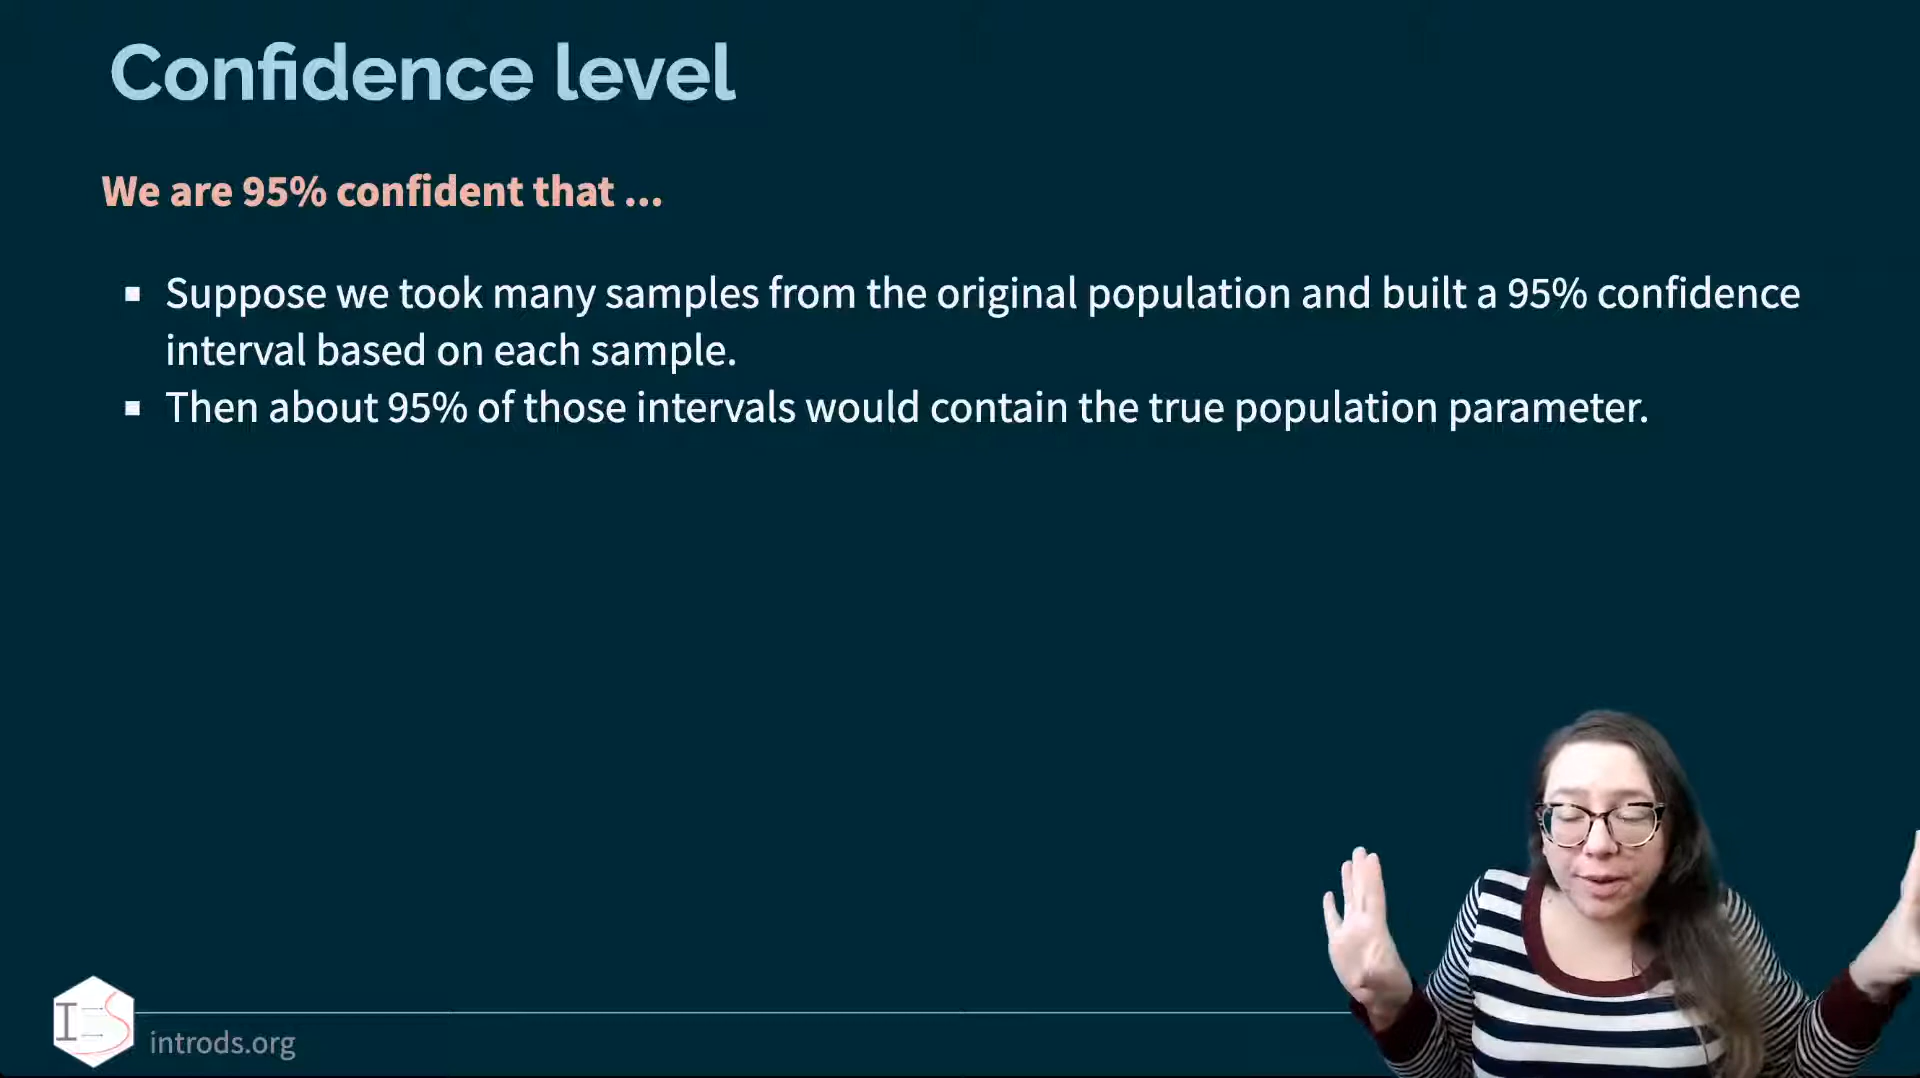 Confidence level
We are 95% confident that ...
▪ Suppose we took many samples from the original population and built a 95% confidence
interval based on each sample.
▪ Then about 95% of those intervals would contain the true population parameter.
introds.org